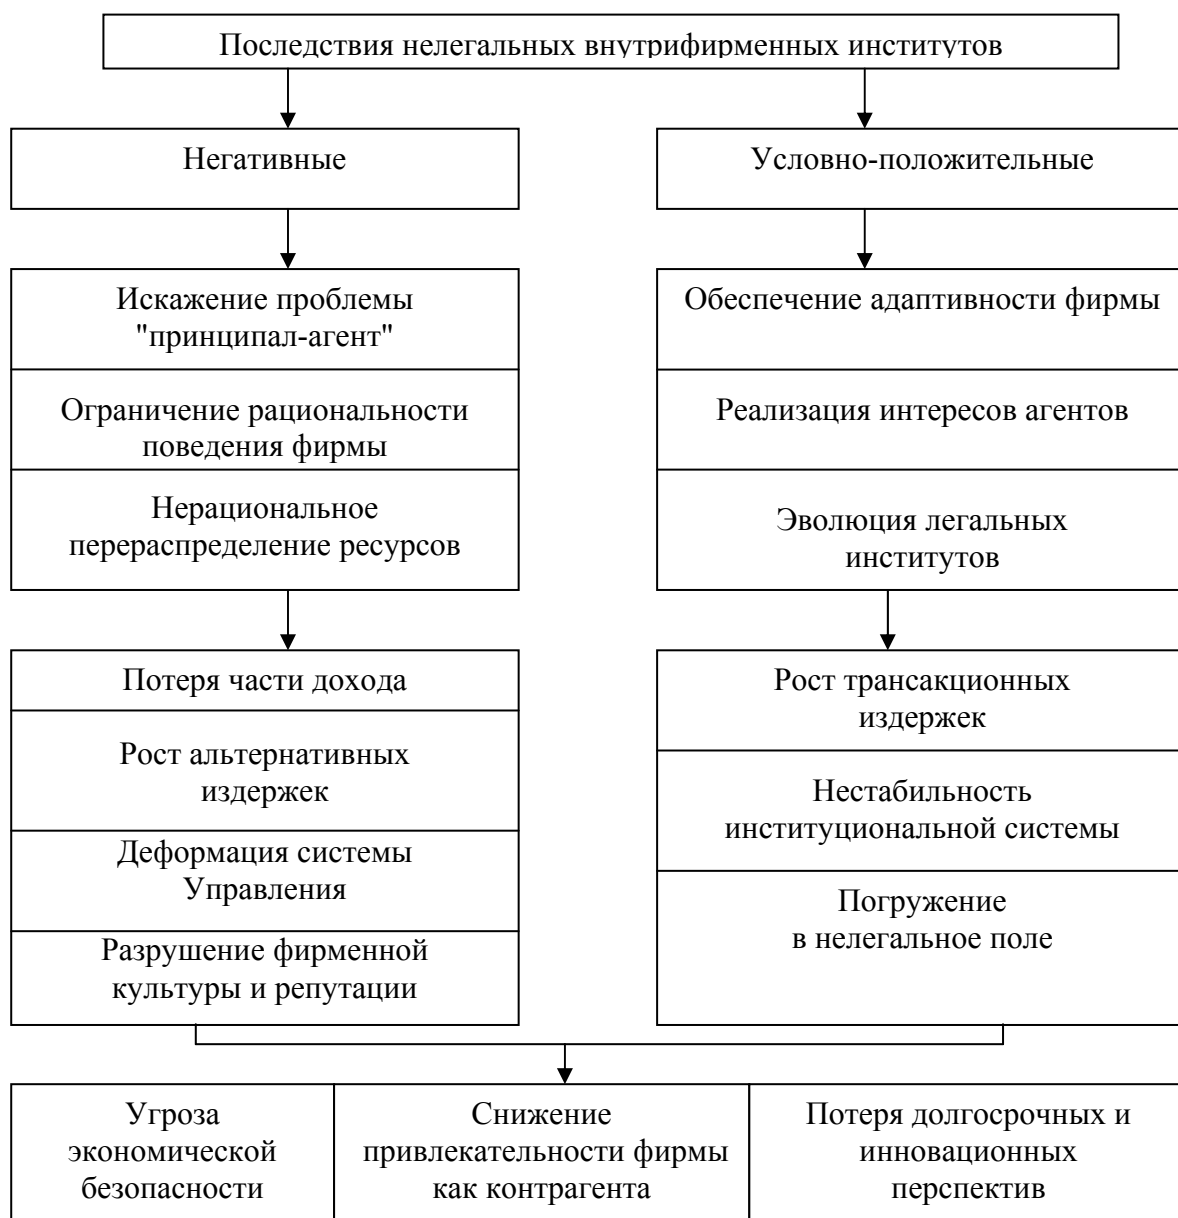 Последствия нелегальных внутрифирменных институтов
Негативные
Условно-положительные
Искажение проблемы
"принципал-агент"
Ограничение рациональности
поведения фирмы
Нерациональное
перераспределение ресурсов
Обеспечение адаптивности фирмы
Реализация интересов агентов
Эволюция легальных
институтов
Потеря части дохода
Рост альтернативных
издержек
Деформация системы
Управления
Разрушение фирменной
культуры и репутации
Рост трансакционных
издержек
Нестабильность
институциональной системы
Погружение
в нелегальное поле
Угроза
экономической
безопасности
Снижение
привлекательности фирмы
как контрагента
Потеря долгосрочных и
инновационных
перспектив